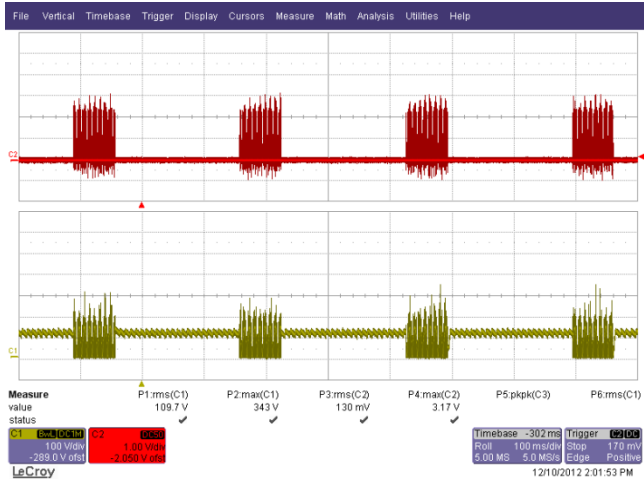 File Vertical Timebase Trigger Display Cursors Measure Math Analysis Utilities Help
C2
C1
Measure P1:rms(C1) P2:max(C1) P3:rms(C2) P4:max(C2) P5:pkpk(C3) P6:rms(C1)
value 109.7 V 343 V 130 mV 3.17 V
status
C1 BwL DC1M C2 DC50 Timebase -302 ms Trigger C2 DC
100 V/div 1.00 V/div Roll 100 ms/div Stop 170 mV
-289.0 V ofst -2.050 V ofst 5.00 MS 5.0 MS/s Edge Positive
LeCroy 12/10/2012 2:01:53 PM